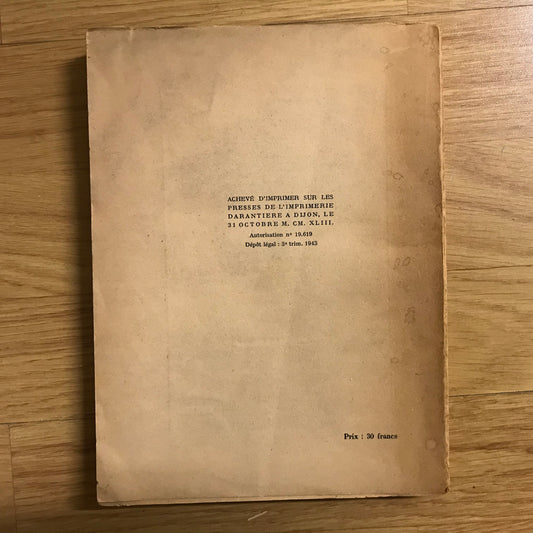 ACHEVÉ D'IMPRIMER SUR LES
PRESSES DE L'IMPRIMERIE
DARANTIERE A DIJON, LE
31 OCTOBRE M. CM. XLIII.
Autorisation nº 19.619
Dépôt légal : 3e trim. 1943
Prix : 30 francs